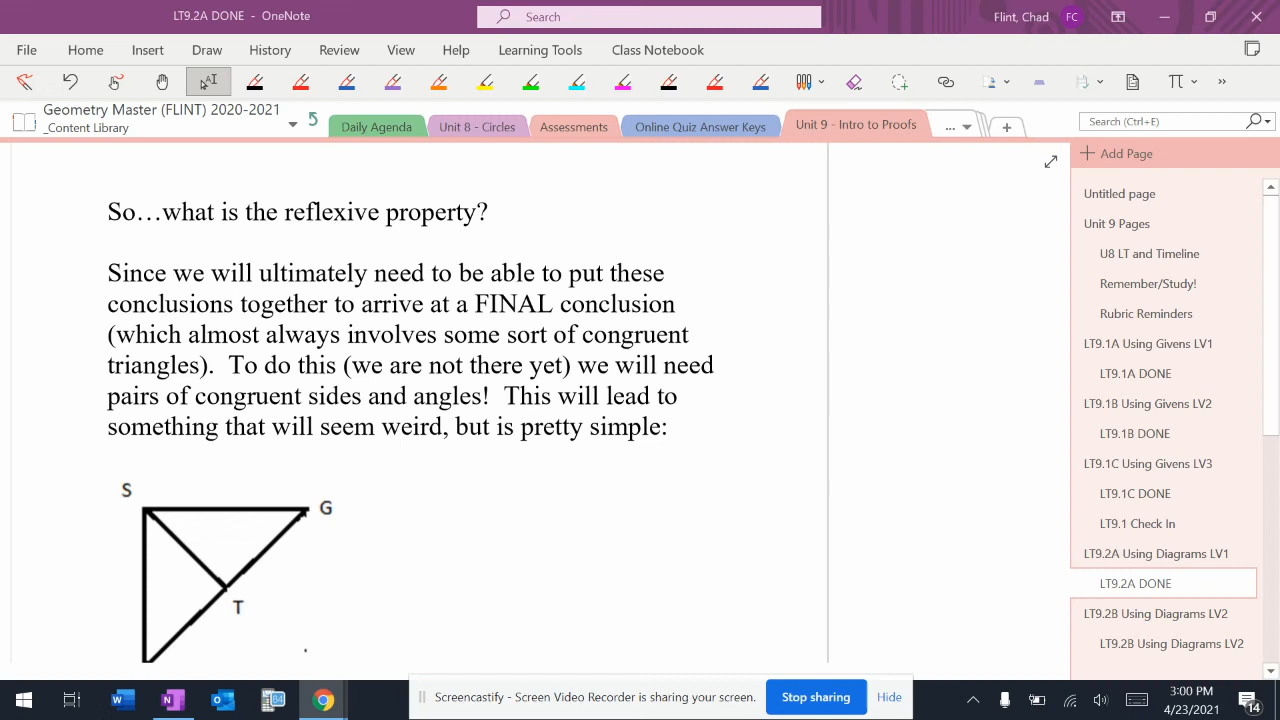 LT9.2A DONE - OneNote
Search
Flint, Chad
FC
File Home Insert Draw History Review View Help Learning Tools Class Notebook
Geometry Master (FLINT) 2020-2021
_Content Library
Daily Agenda
Unit 8 - Circles
Assessments
Online Quiz Answer Keys
Unit 9 - Intro to Proofs
...
Search (Ctrl+E)
Add Page
Untitled page
Unit 9 Pages
U8 LT and Timeline
Remember/Study!
Rubric Reminders
LT9.1A Using Givens LV1
LT9.1A DONE
LT9.1B Using Givens LV2
LT9.1B DONE
LT9.1C Using Givens LV3
LT9.1C DONE
LT9.1 Check In
LT9.2A Using Diagrams LV1
LT9.2A DONE
LT9.2B Using Diagrams LV2
LT9.2B Using Diagrams LV2
So…what is the reflexive property?
Since we will ultimately need to be able to put these
conclusions together to arrive at a FINAL conclusion
(which almost always involves some sort of congruent
triangles).  To do this (we are not there yet) we will need
pairs of congruent sides and angles!  This will lead to
something that will seem weird, but is pretty simple:
S
G
T
Screencastify - Screen Video Recorder is sharing your screen.
Stop sharing
Hide
3:00 PM
4/23/2021
14